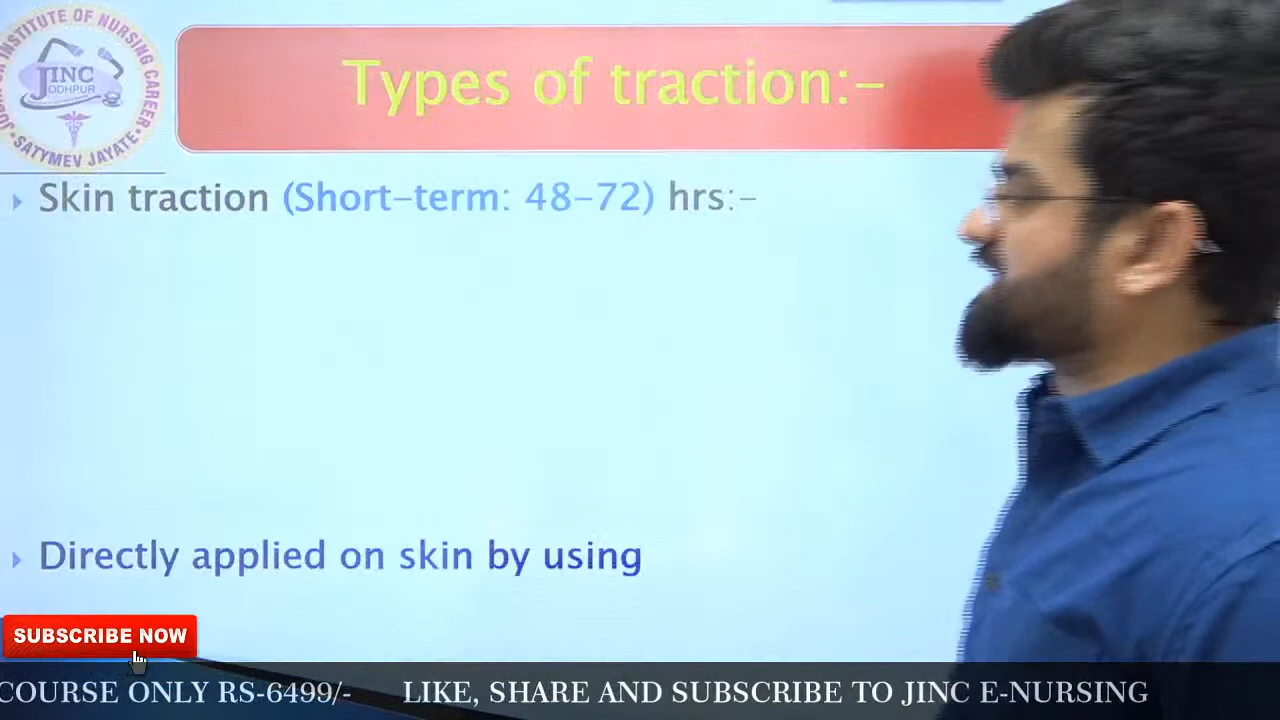 INSTITUTE OF NURSING CAREER
JINC
JODHPUR
SATYMEV JAYATE
Types of traction:-
Skin traction (Short-term: 48-72) hrs:-
Directly applied on skin by using
SUBSCRIBE NOW
COURSE ONLY RS-6499/- LIKE, SHARE AND SUBSCRIBE TO JINC E-NURSING